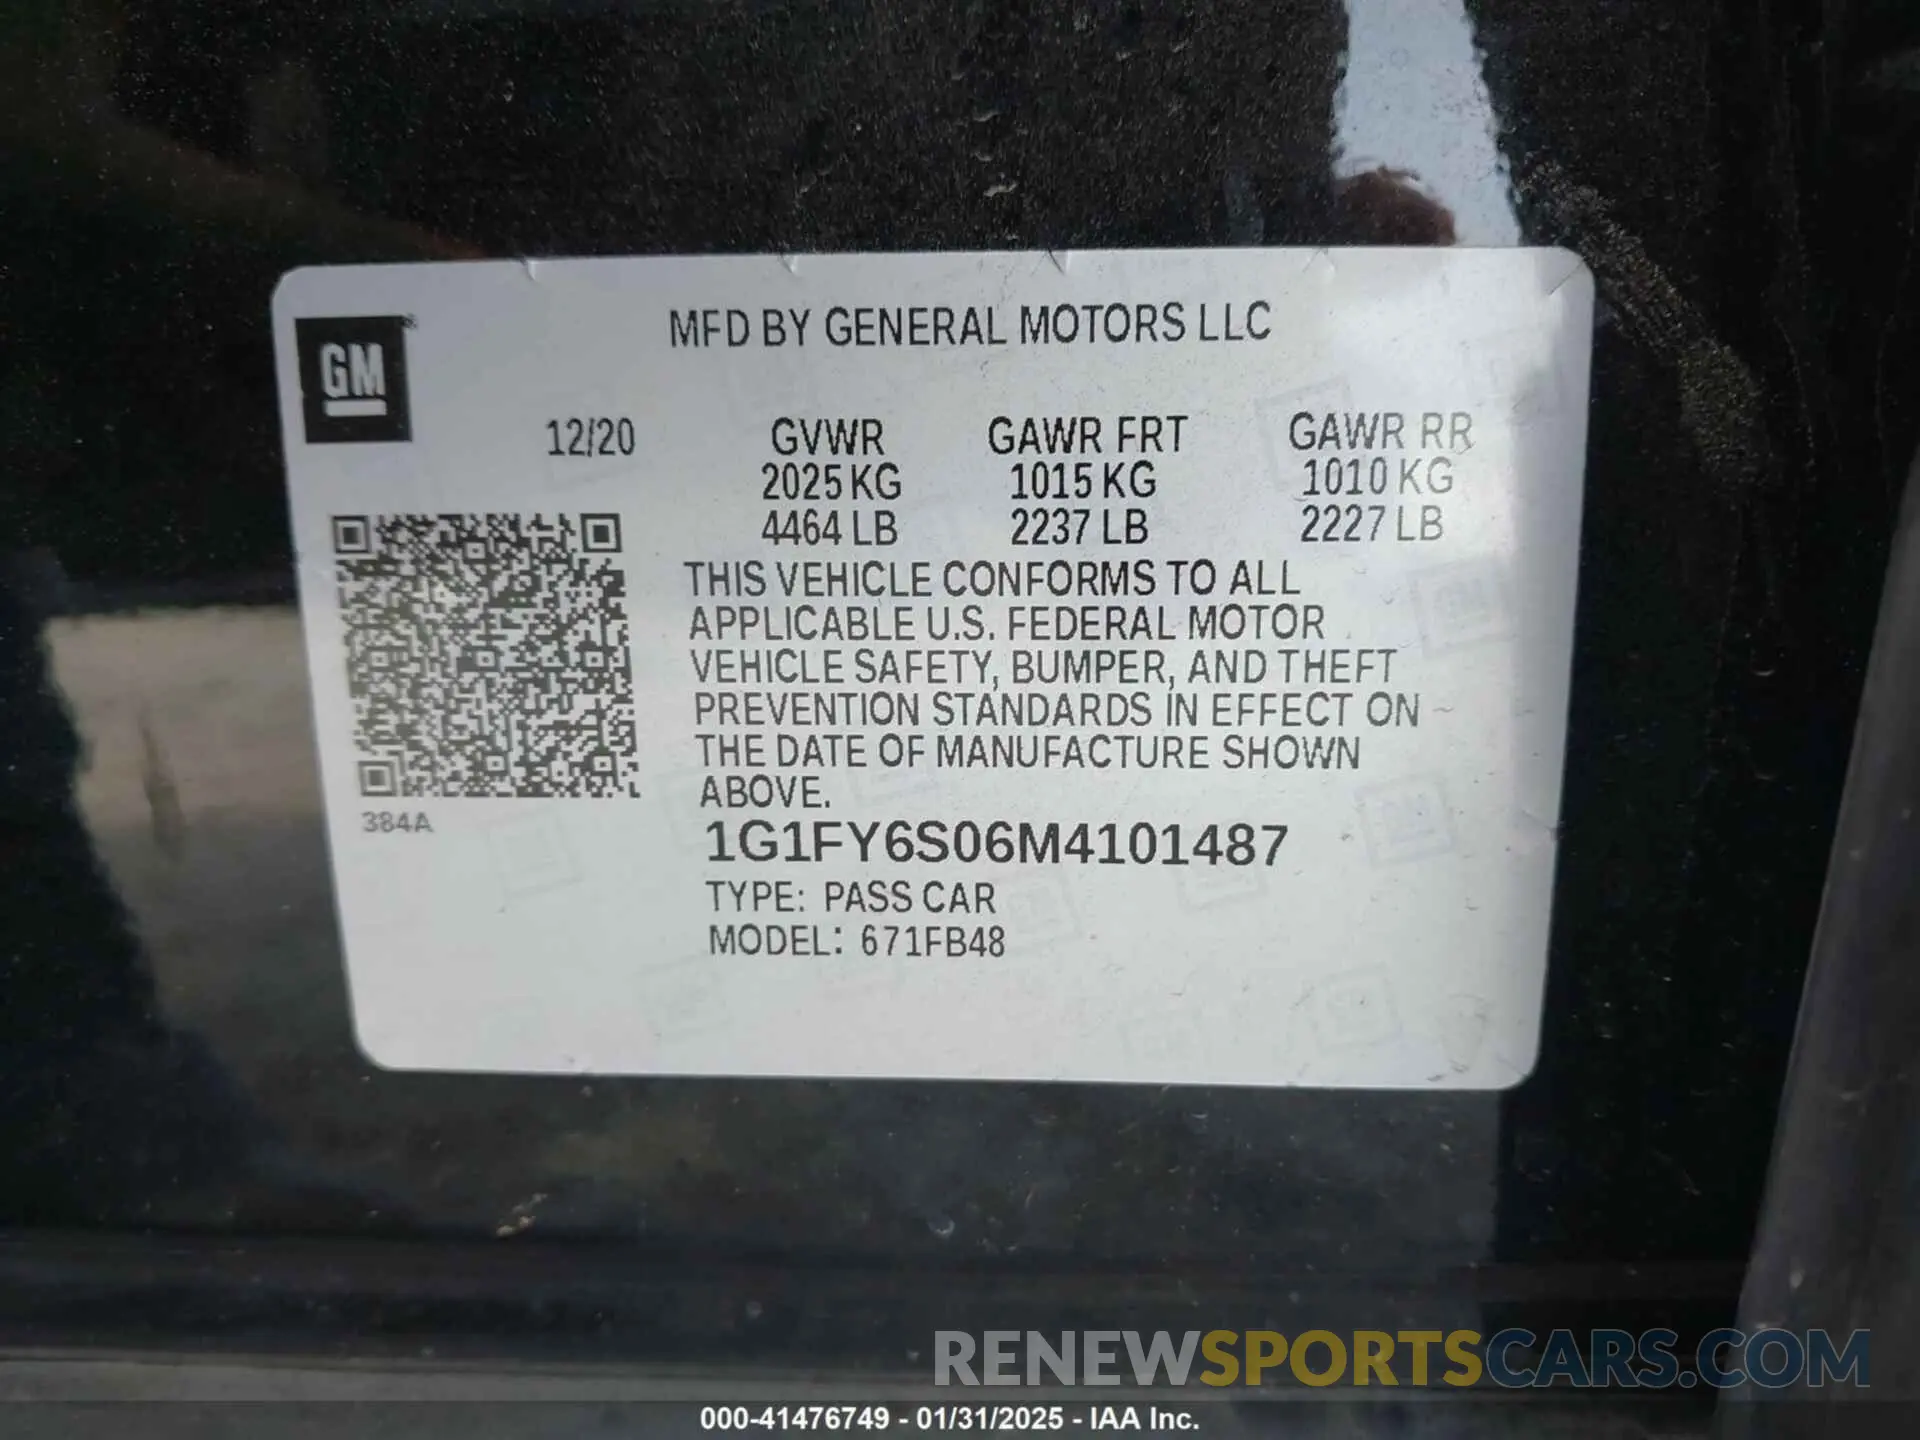 MFD BY GENERAL MOTORS LLC
GM
12/20 GVWR GAWR FRT GAWR RR
2025 KG 1015 KG 1010 KG
4464 LB 2237 LB 2227 LB
THIS VEHICLE CONFORMS TO ALL
APPLICABLE U.S. FEDERAL MOTOR
VEHICLE SAFETY, BUMPER, AND THEFT
PREVENTION STANDARDS IN EFFECT ON
THE DATE OF MANUFACTURE SHOWN
ABOVE.
384A
1G1FY6S06M4101487
TYPE: PASS CAR
MODEL: 671FB48
RENEWSPORTSCARS.COM
000-41476749 - 01/31/2025 - IAA Inc.